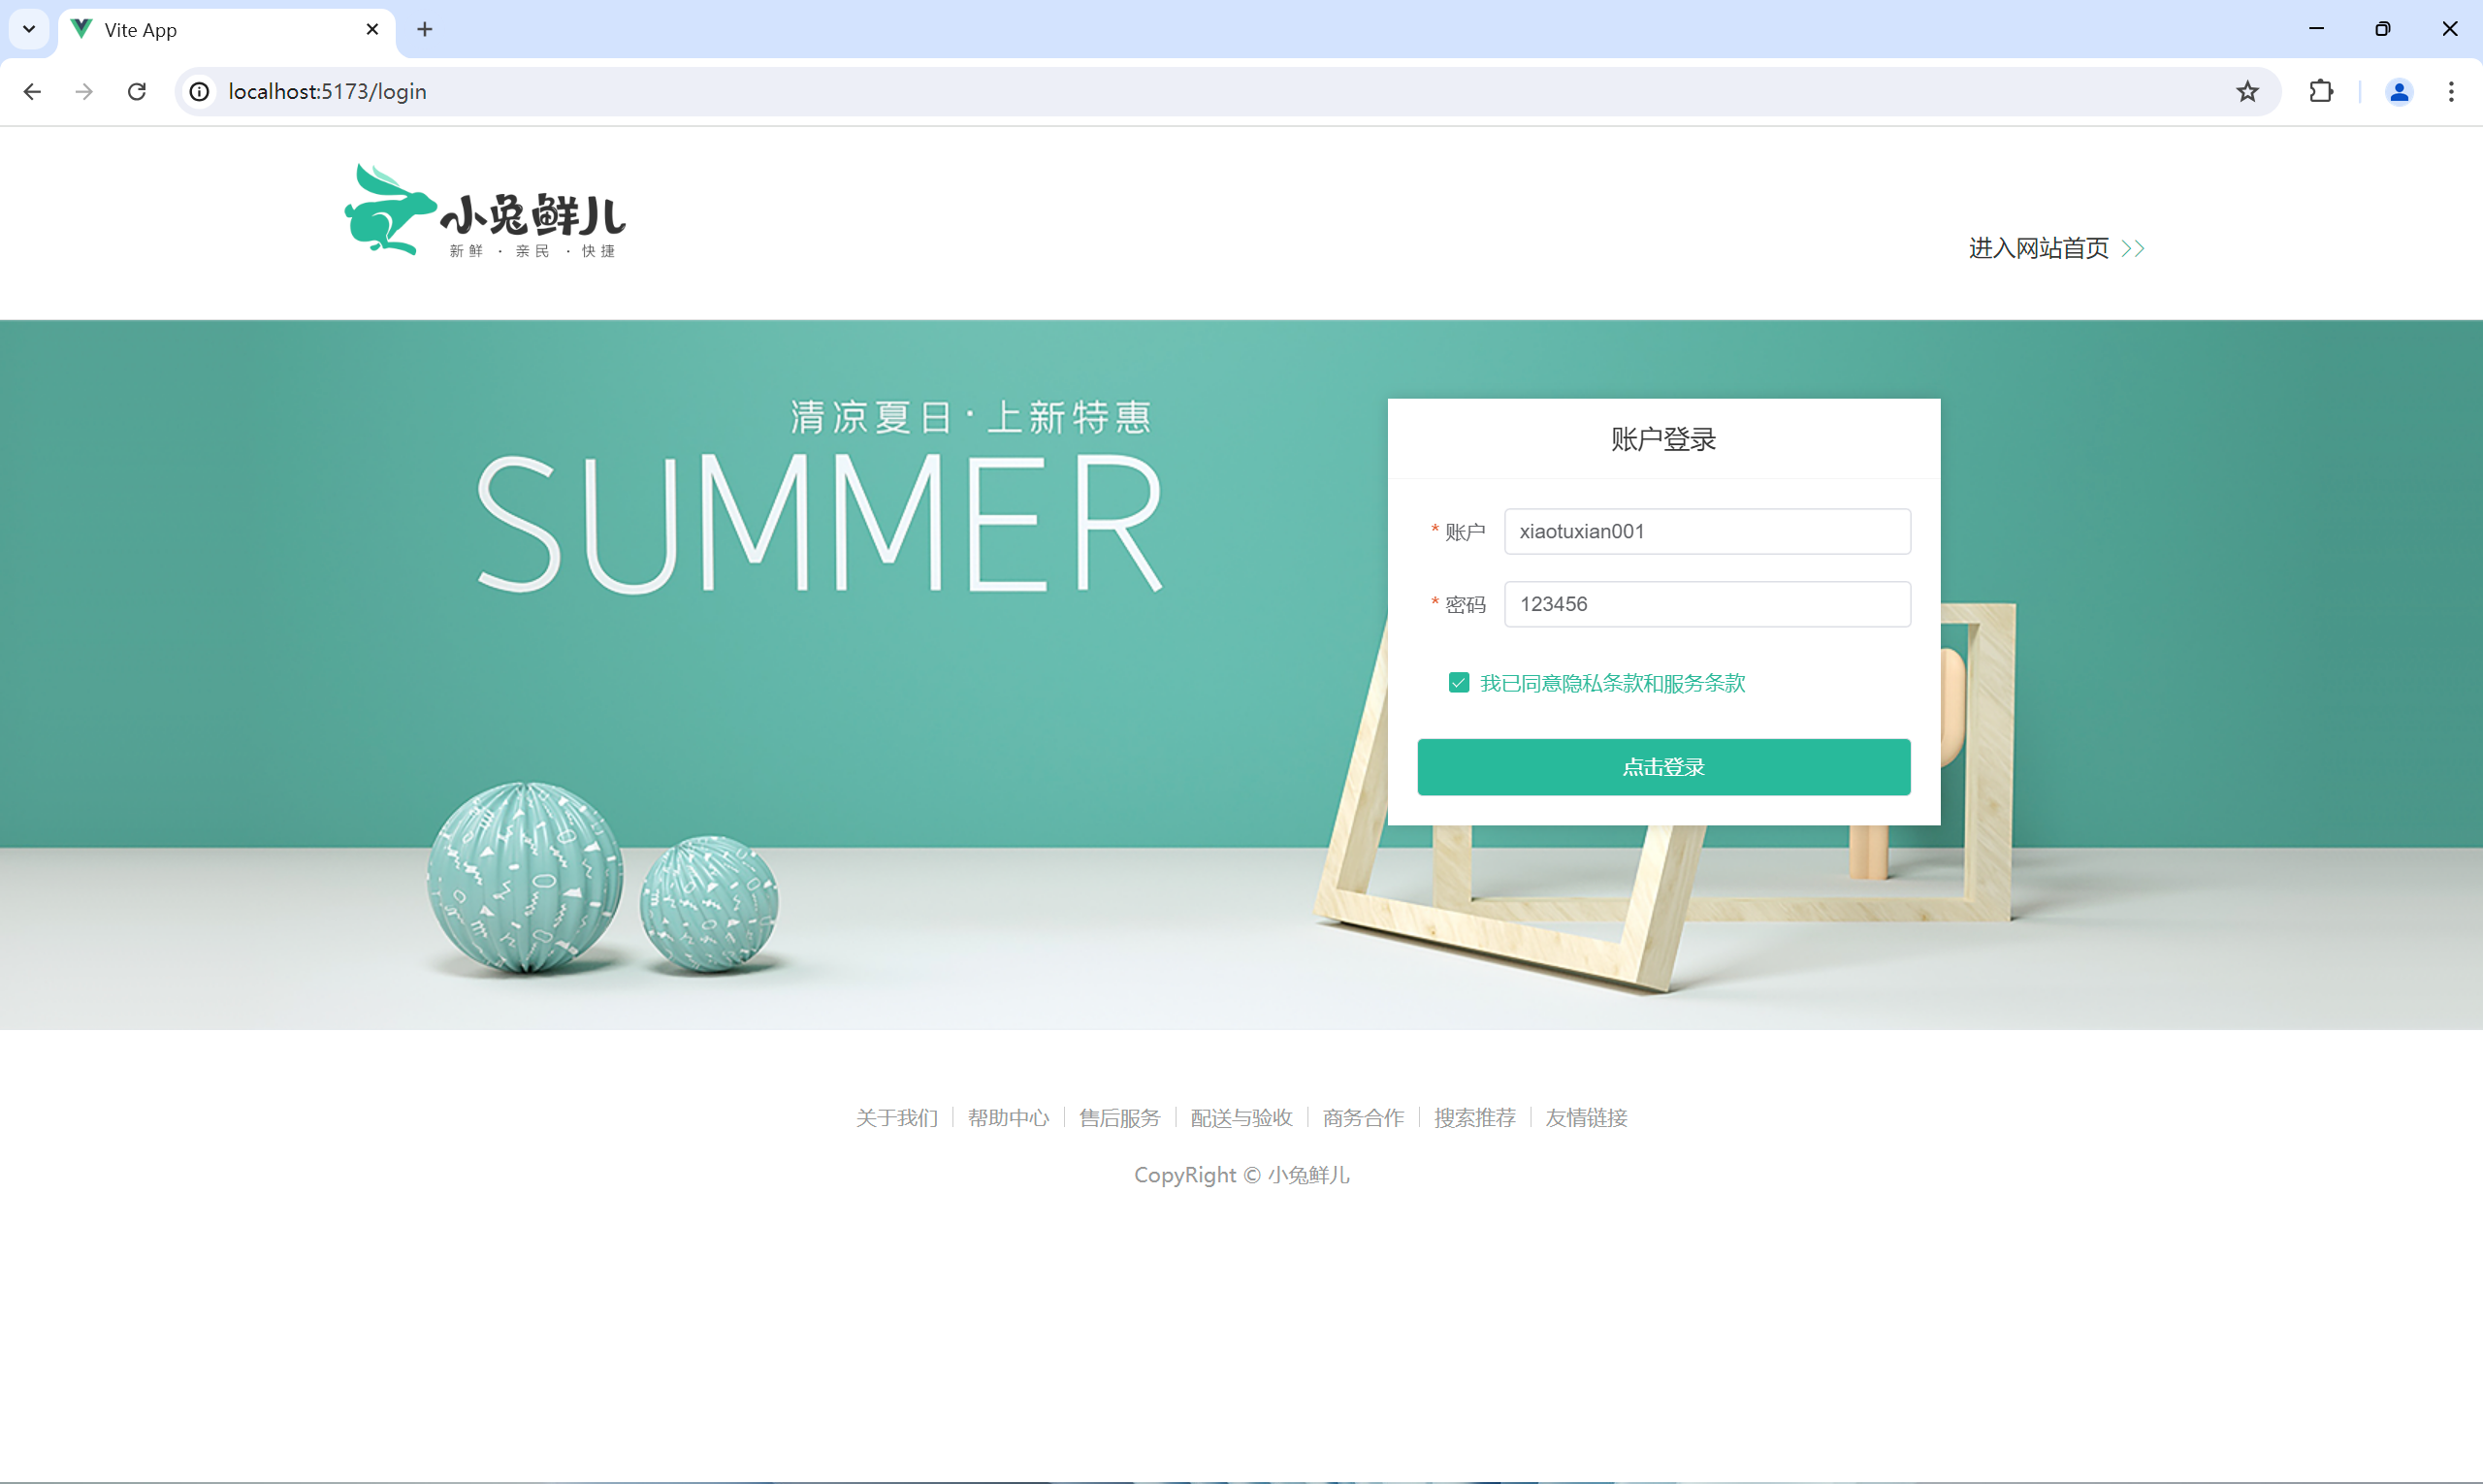 Vite App
localhost:5173/login
小兔鲜儿
新鲜 · 亲民 · 快捷
进入网站首页
清凉夏日·上新特惠
SUMMER
账户登录
* 账户 xiaotuxian001
* 密码 123456
我已同意隐私条款和服务条款
点击登录
关于我们 帮助中心 售后服务 配送与验收 商务合作 搜索推荐 友情链接
CopyRight © 小兔鲜儿